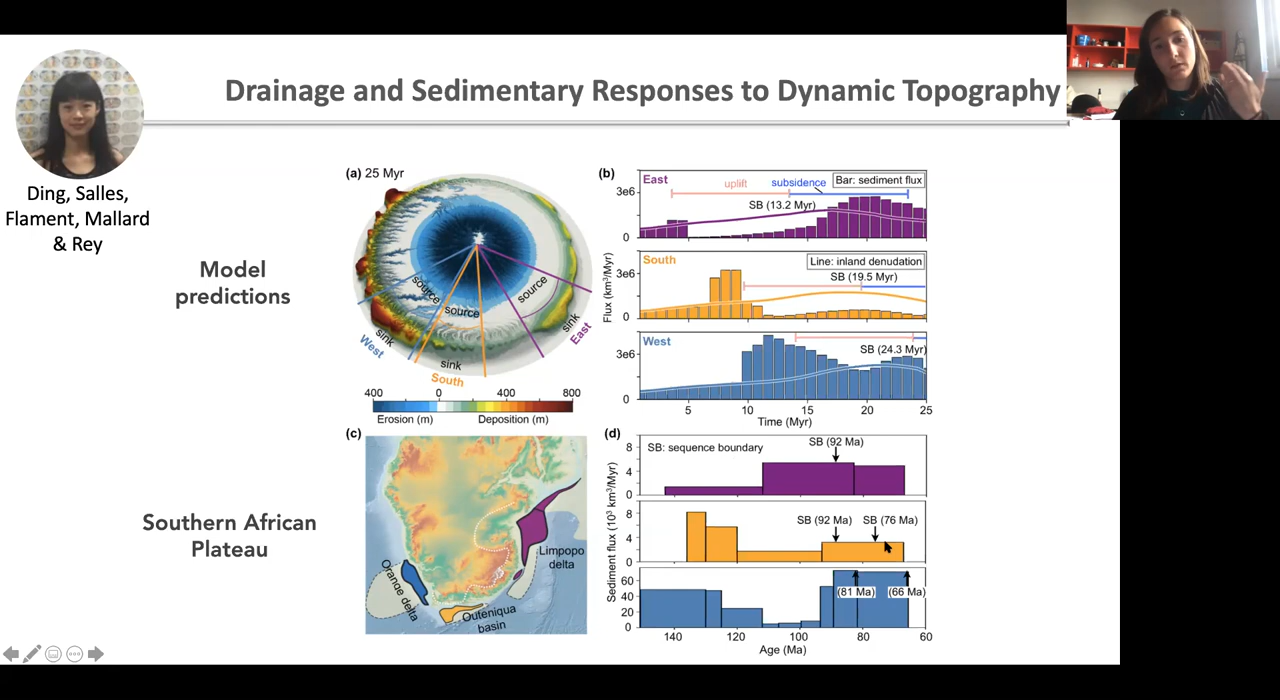 Drainage and Sedimentary Responses to Dynamic Topography
Ding, Salles,
Flament, Mallard
& Rey
Model
predictions
(a) 25 Myr
source
source
source
sink
sink
sink
West
South
East
400 0 400 800
Erosion (m) Deposition (m)
(b)
East
uplift
subsidence
Bar: sediment flux
SB (13.2 Myr)
3e6
0
South
Line: inland denudation
SB (19.5 Myr)
3e6
0
Flux (km³/Myr)
West
SB (24.3 Myr)
3e6
0
5 10 15 20 25
Time (Myr)
Southern African
Plateau
(c)
Orange delta
Outeniqua
basin
Limpopo
delta
(d)
SB: sequence boundary
SB (92 Ma)
8
4
0
SB (92 Ma) SB (76 Ma)
8
4
0
Sediment flux (10³ km³/Myr)
(81 Ma) (66 Ma)
60
40
20
0
140 120 100 80 60
Age (Ma)